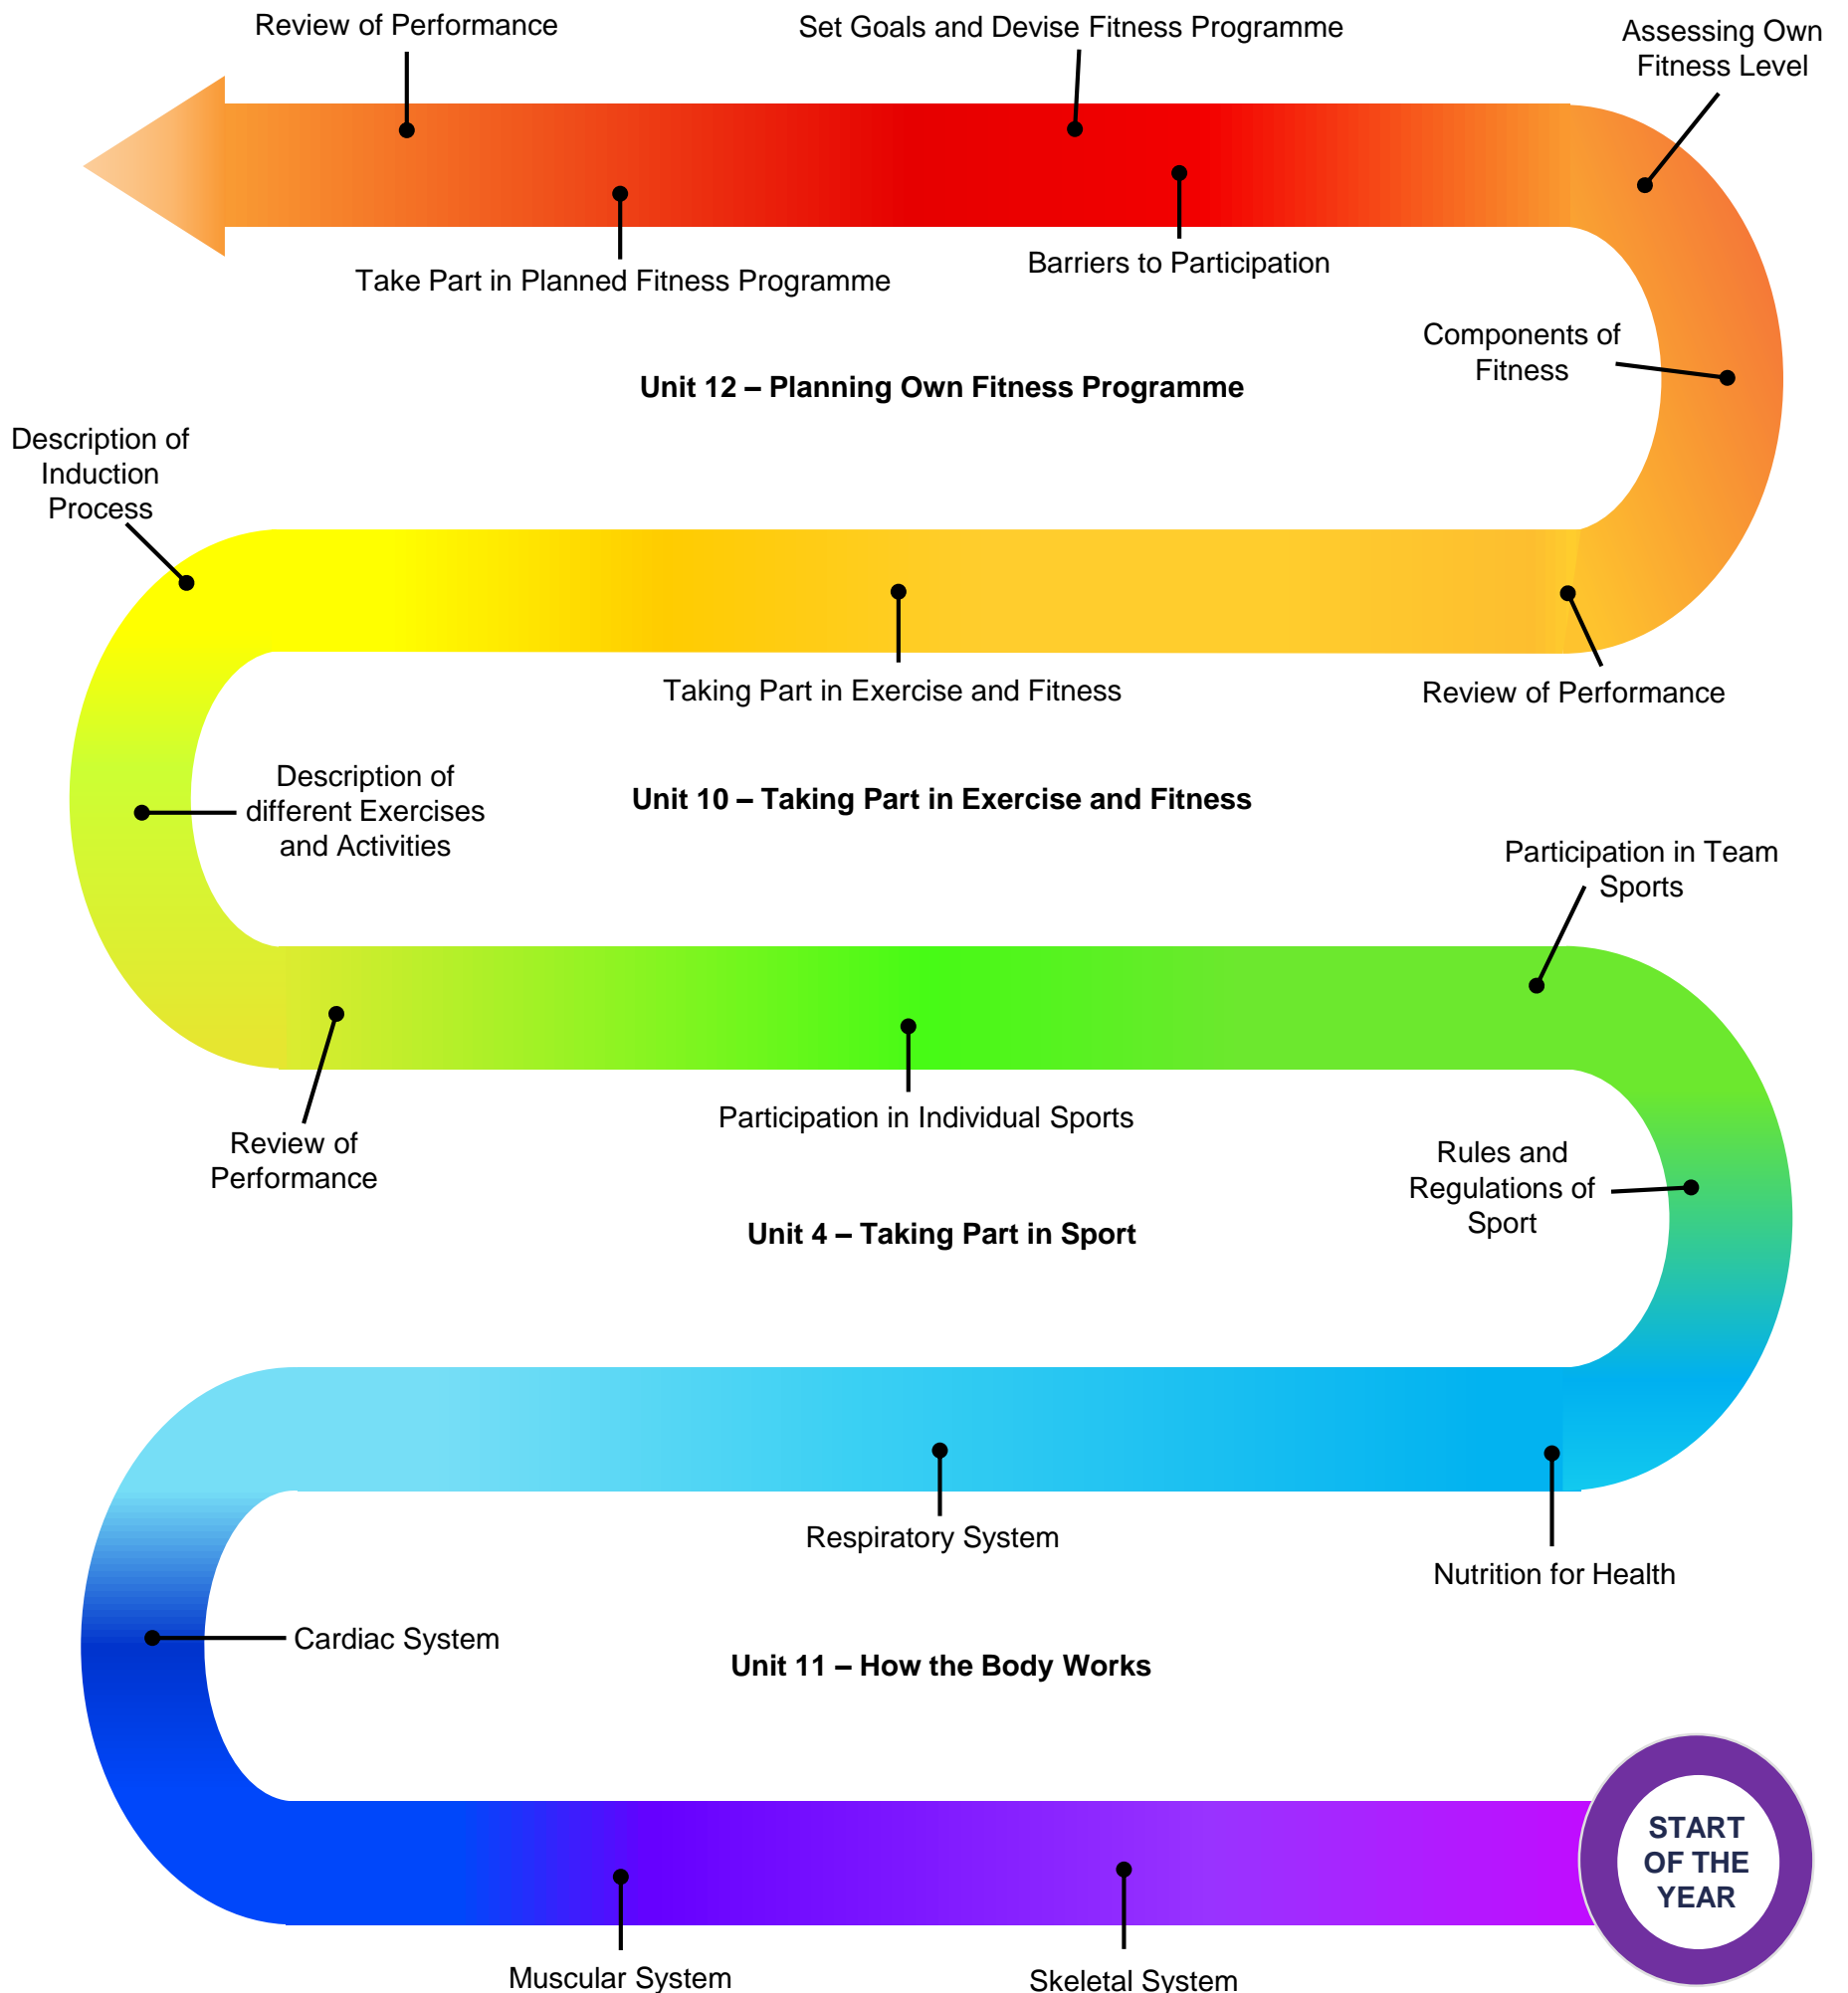 Review of Performance
Set Goals and Devise Fitness Programme
Assessing Own
Fitness Level
Take Part in Planned Fitness Programme
Barriers to Participation
Components of
Fitness
Unit 12 – Planning Own Fitness Programme
Description of
Induction
Process
Taking Part in Exercise and Fitness
Review of Performance
Description of
different Exercises
and Activities
Unit 10 – Taking Part in Exercise and Fitness
Participation in Team
Sports
Participation in Individual Sports
Review of
Performance
Rules and
Regulations of
Sport
Unit 4 – Taking Part in Sport
Respiratory System
Nutrition for Health
Cardiac System
Unit 11 – How the Body Works
START
OF THE
YEAR
Muscular System
Skeletal System